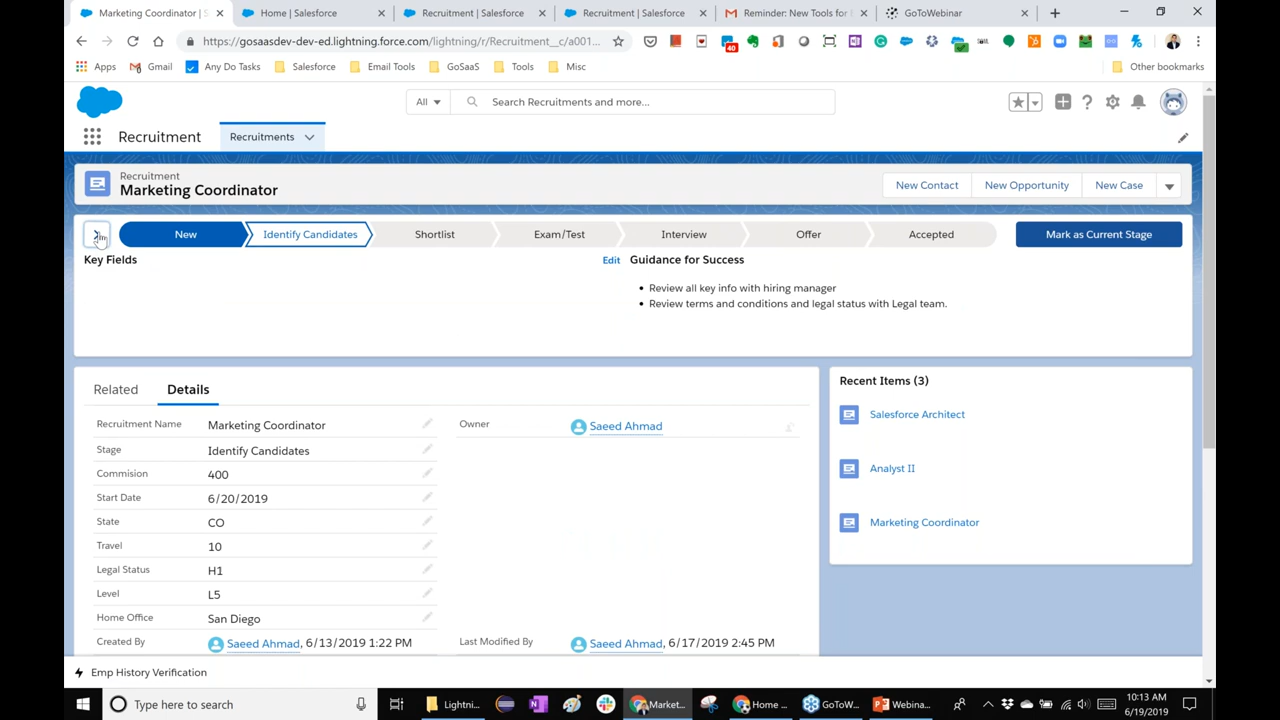 Marketing Coordinator | S
Home | Salesforce
Recruitment | Salesforce
Recruitment | Salesforce
Reminder: New Tools for
GoToWebinar
https://gosaasdev-dev-ed.lightning.force.com/lightning/r/Recruitment__c/a001...
40
Apps
Gmail
Any Do Tasks
Salesforce
Email Tools
GoSaaS
Tools
Misc
Other bookmarks
All
Search Recruitments and more...
Recruitment
Recruitments
Recruitment
Marketing Coordinator
New Contact
New Opportunity
New Case
New
Identify Candidates
Shortlist
Exam/Test
Interview
Offer
Accepted
Mark as Current Stage
Key Fields
Edit
Guidance for Success
• Review all key info with hiring manager
• Review terms and conditions and legal status with Legal team.
Related
Details
Recruitment Name
Marketing Coordinator
Owner
Saeed Ahmad
Stage
Identify Candidates
Commision
400
Start Date
6/20/2019
State
CO
Travel
10
Legal Status
H1
Level
L5
Home Office
San Diego
Created By
Saeed Ahmad, 6/13/2019 1:22 PM
Last Modified By
Saeed Ahmad, 6/17/2019 2:45 PM
Recent Items (3)
Salesforce Architect
Analyst II
Marketing Coordinator
Emp History Verification
Type here to search
Lightni...
Market...
Home ...
GoToW...
Webina...
10:13 AM
6/19/2019